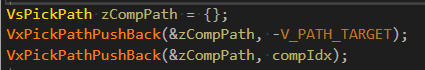 VsPickPath zCompPath = {};
VxPickPathPushBack(&zCompPath, -V_PATH_TARGET);
VxPickPathPushBack(&zCompPath, compIdx);